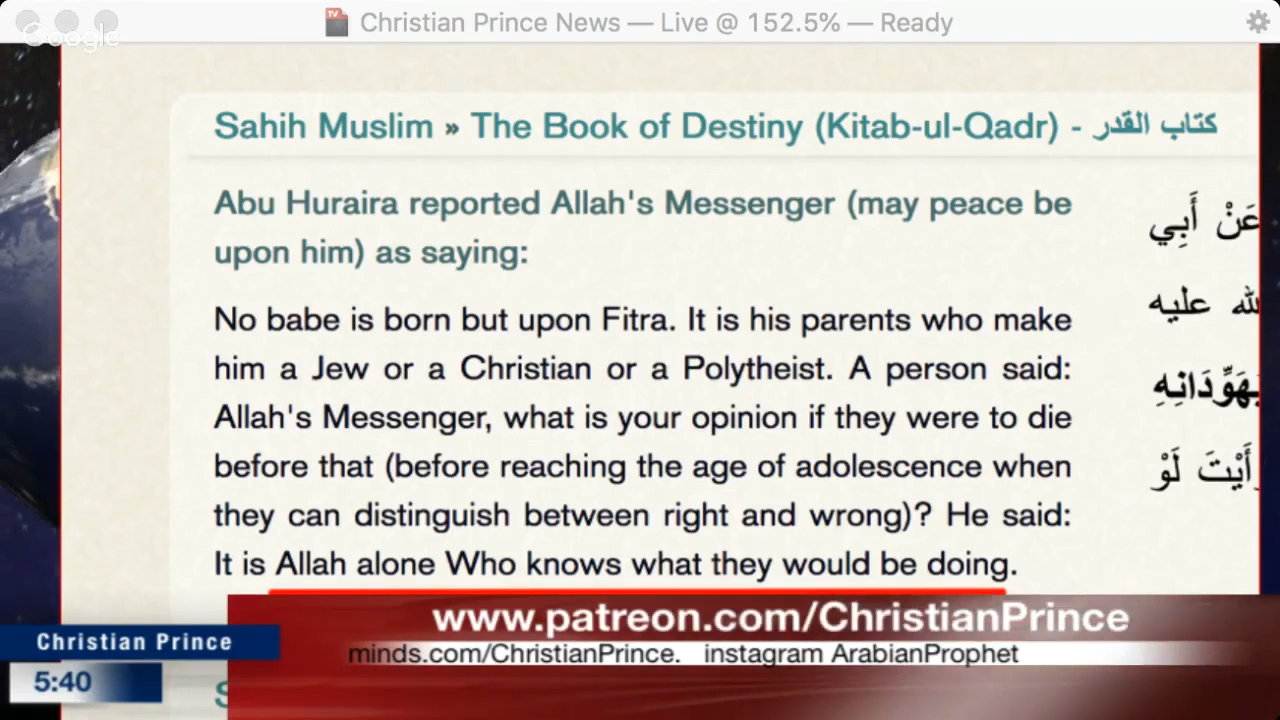 Christian Prince News — Live @ 152.5% — Ready
TV
Google
Sahih Muslim » The Book of Destiny (Kitab-ul-Qadr) - كتاب القدر
Abu Huraira reported Allah's Messenger (may peace be
upon him) as saying:
عَنْ أَبِي
الله عليه
يُهَوِّدَانِهِ
أَرَأَيْتَ لَوْ
No babe is born but upon Fitra. It is his parents who make
him a Jew or a Christian or a Polytheist. A person said:
Allah's Messenger, what is your opinion if they were to die
before that (before reaching the age of adolescence when
they can distinguish between right and wrong)? He said:
It is Allah alone Who knows what they would be doing.
www.patreon.com/ChristianPrince
Christian Prince
minds.com/ChristianPrince. instagram ArabianProphet
5:40
S